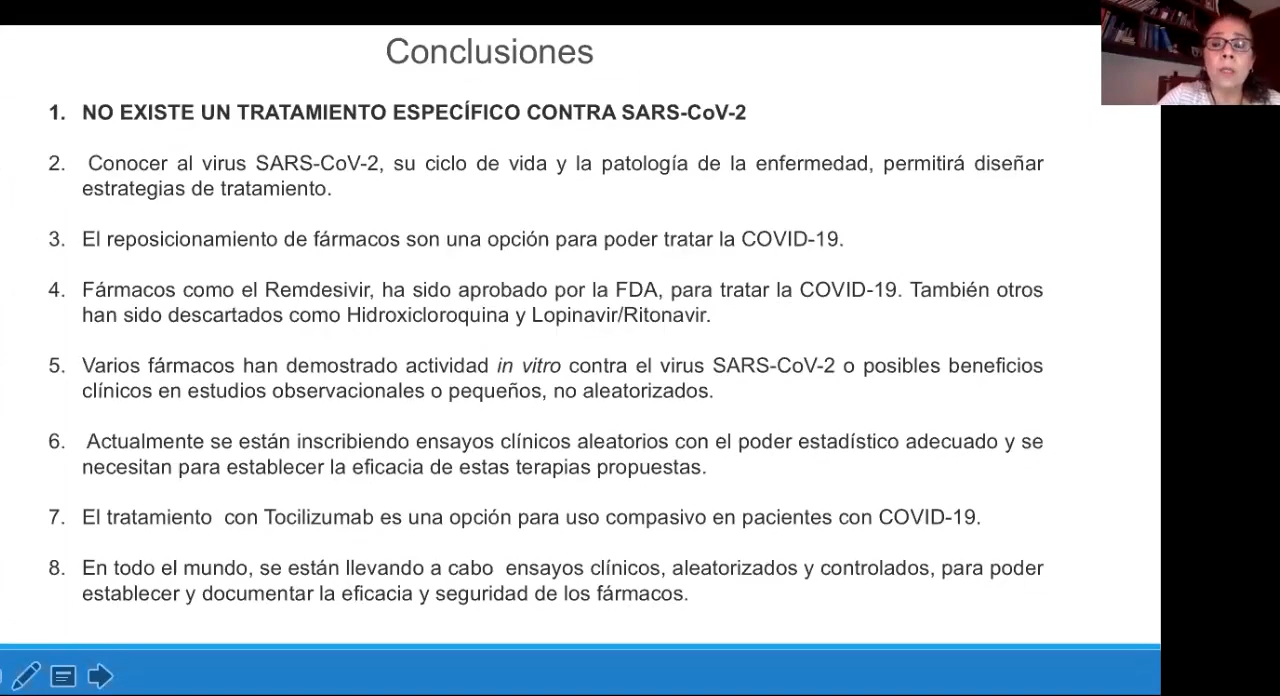 Conclusiones
1. NO EXISTE UN TRATAMIENTO ESPECÍFICO CONTRA SARS-CoV-2
2. Conocer al virus SARS-CoV-2, su ciclo de vida y la patología de la enfermedad, permitirá diseñar
estrategias de tratamiento.
3. El reposicionamiento de fármacos son una opción para poder tratar la COVID-19.
4. Fármacos como el Remdesivir, ha sido aprobado por la FDA, para tratar la COVID-19. También otros
han sido descartados como Hidroxicloroquina y Lopinavir/Ritonavir.
5. Varios fármacos han demostrado actividad in vitro contra el virus SARS-CoV-2 o posibles beneficios
clínicos en estudios observacionales o pequeños, no aleatorizados.
6. Actualmente se están inscribiendo ensayos clínicos aleatorios con el poder estadístico adecuado y se
necesitan para establecer la eficacia de estas terapias propuestas.
7. El tratamiento con Tocilizumab es una opción para uso compasivo en pacientes con COVID-19.
8. En todo el mundo, se están llevando a cabo ensayos clínicos, aleatorizados y controlados, para poder
establecer y documentar la eficacia y seguridad de los fármacos.